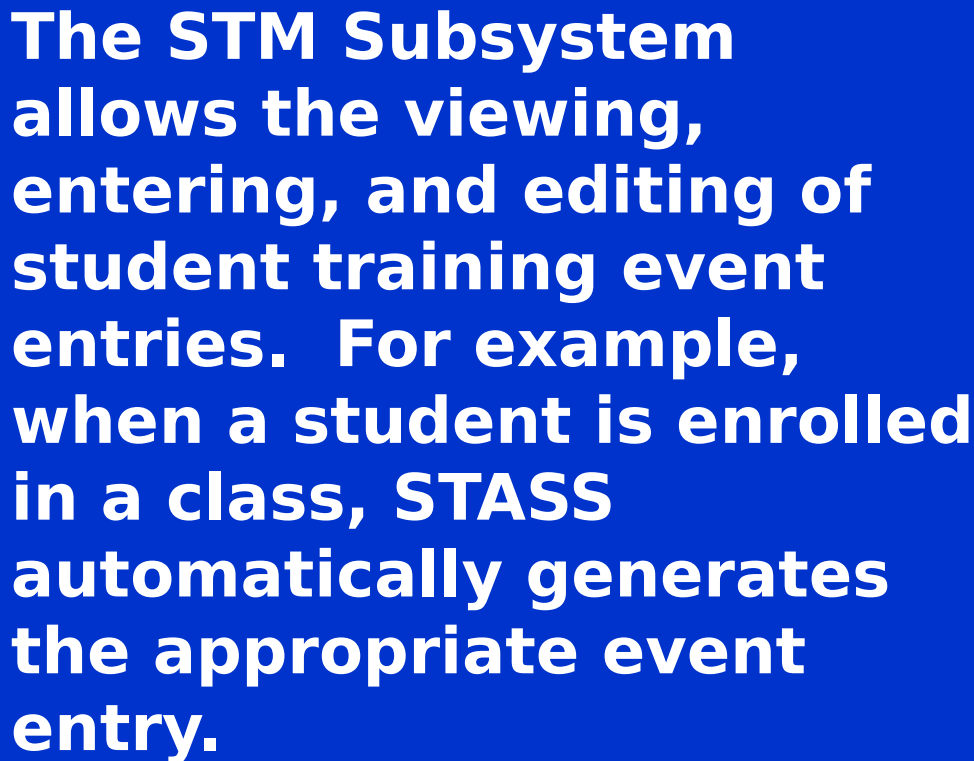 The STM Subsystem
allows the viewing,
entering, and editing of
student training event
entries.  For example,
when a student is enrolled
in a class, STASS
automatically generates
the appropriate event
entry.